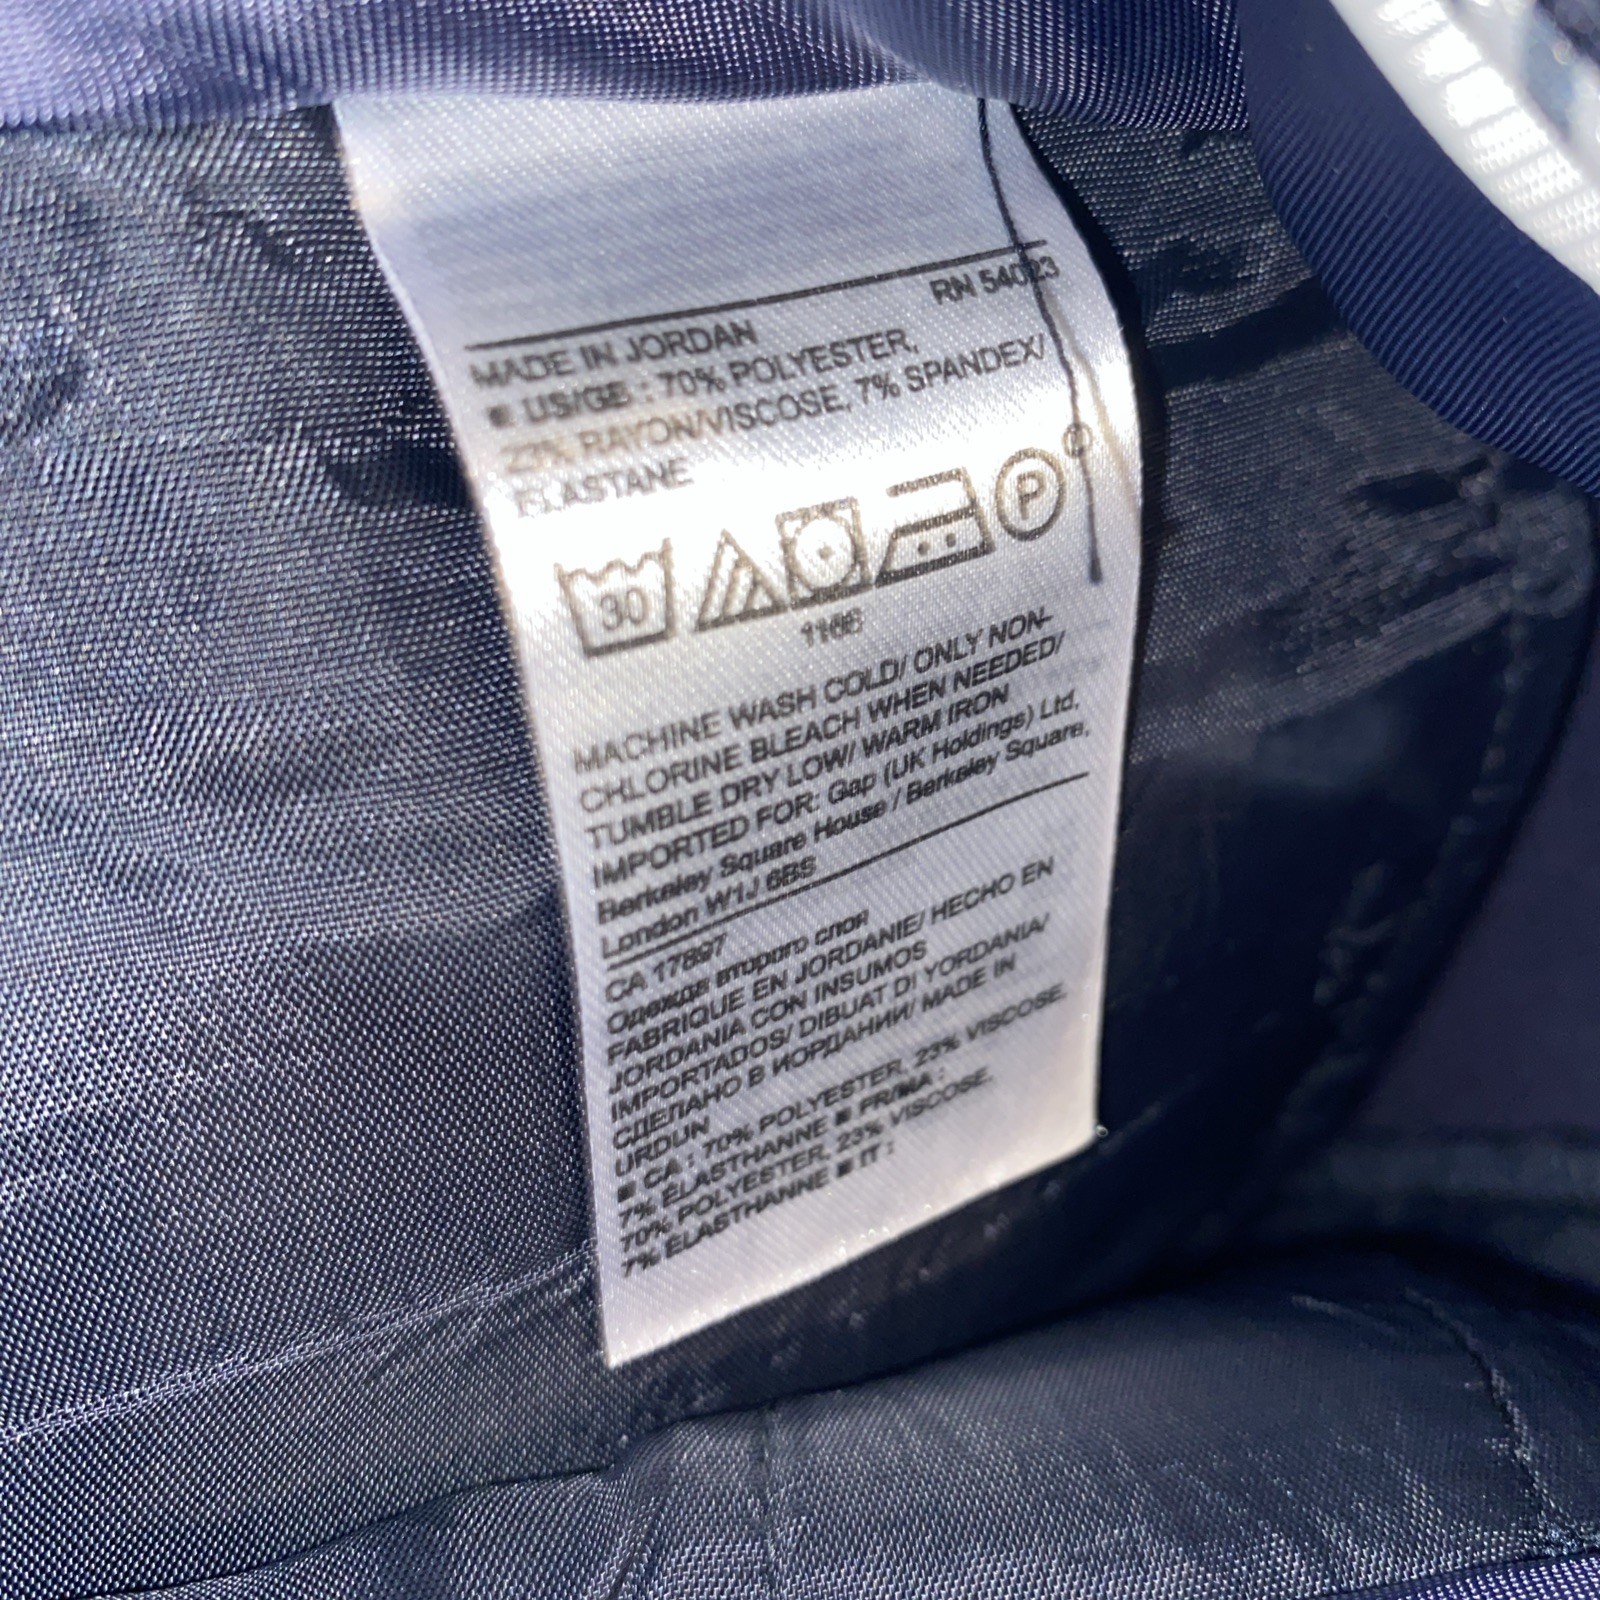 RN 54023
MADE IN JORDAN
■ US/GB : 70% POLYESTER,
23% RAYON/VISCOSE, 7% SPANDEX/
ELASTANE
30 P
1166
MACHINE WASH COLD/ ONLY NON-
CHLORINE BLEACH WHEN NEEDED/
TUMBLE DRY LOW/ WARM IRON
IMPORTED FOR: Gap (UK Holdings) Ltd,
Berkeley Square House / Berkeley Square,
London W1J 6BS
CA 17897
Одежда второго слоя
FABRIQUÉ EN JORDANIE/ HECHO EN
JORDANIA CON INSUMOS
IMPORTADOS/ DIBUAT DI YORDANIA/
СДЕЛАНО В ИОРДАНИИ/ MADE IN
URDUN
■ CA : 70% POLYESTER, 23% VISCOSE,
7% ÉLASTHANNE ■ FR/MA :
70% POLYESTER, 23% VISCOSE,
7% ÉLASTHANNE ■ IT :